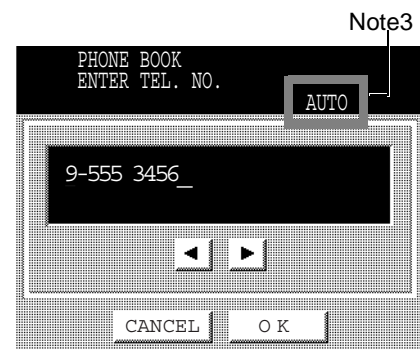 Note3
PHONE BOOK
ENTER TEL. NO.
AUTO
9-555 3456_
CANCEL
O K